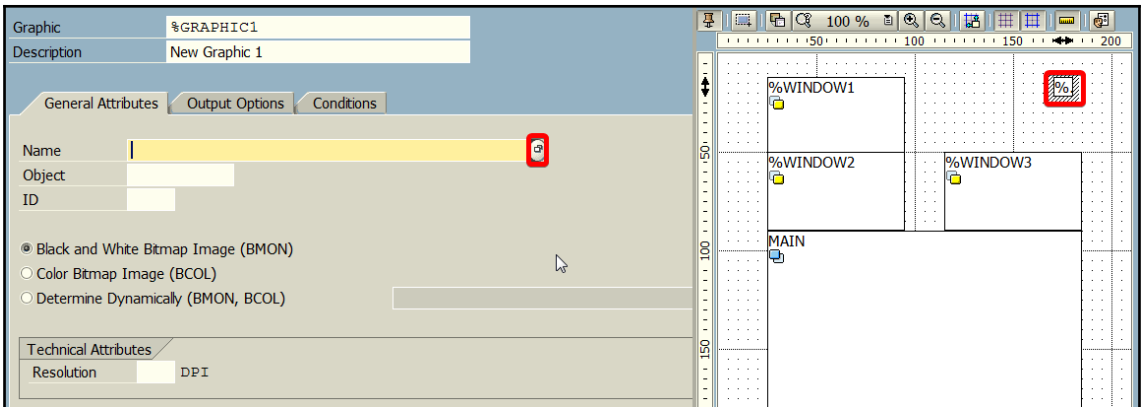 Graphic %GRAPHIC1
Description New Graphic 1
General Attributes Output Options Conditions
Name
Object
ID
Black and White Bitmap Image (BMON)
Color Bitmap Image (BCOL)
Determine Dynamically (BMON, BCOL)
Technical Attributes
Resolution DPI
100 %
50 100 150 200
%WINDOW1
%.
50
%WINDOW2 %WINDOW3
MAIN
100
150